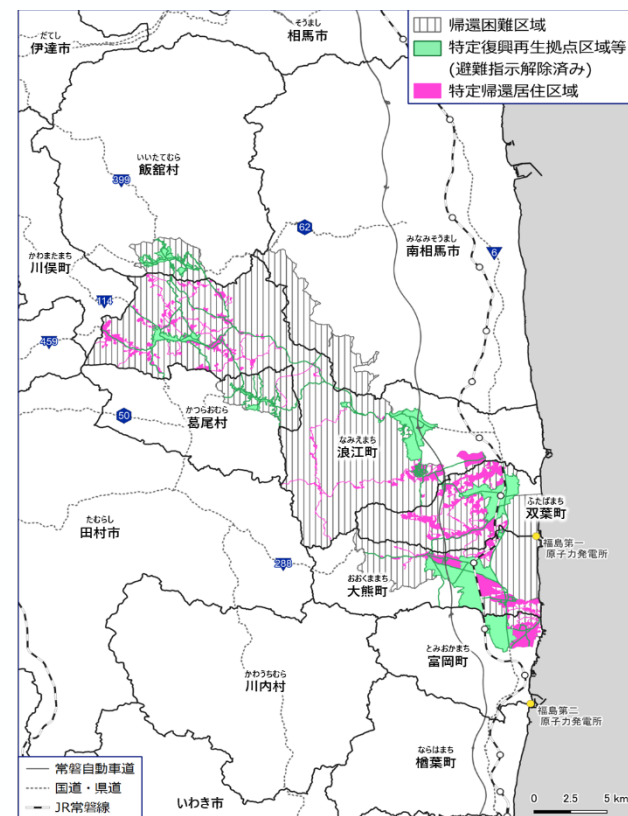 帰還困難区域
特定復興再生拠点区域等
(避難指示解除済み)
特定帰還居住区域
だてし
伊達市
そうまし
相馬市
いいたてむら
飯舘村
399
62
みなみそうまし
南相馬市
6
かわまたまち
川俣町
114
459
50
かつらおむら
葛尾村
なみえまち
浪江町
ふたばまち
双葉町
たむらし
田村市
福島第一
原子力発電所
288
おおくままち
大熊町
とみおかまち
富岡町
かわうちむら
川内村
福島第二
原子力発電所
ならはまち
楢葉町
いわき市
常磐自動車道
国道・県道
JR常磐線
0 2.5 5 km